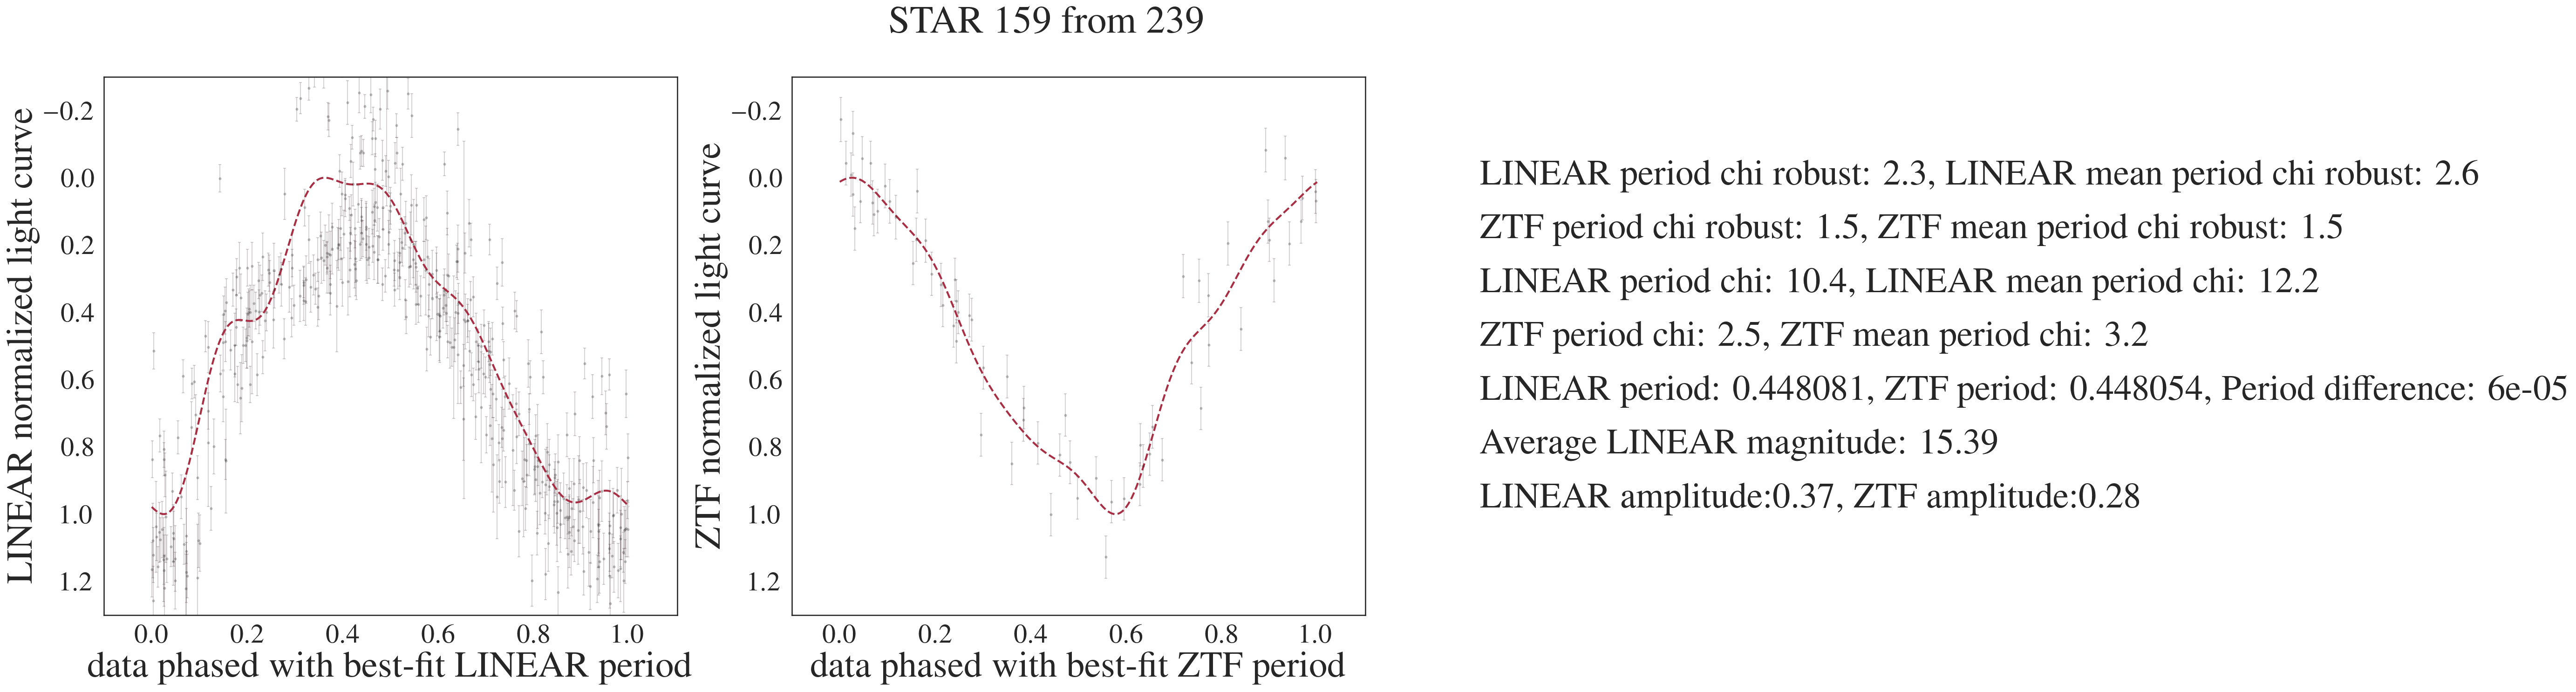 STAR 159 from 239
LINEAR normalized light curve
−0.2
0.0
0.2
0.4
0.6
0.8
1.0
1.2
0.0 0.2 0.4 0.6 0.8 1.0
data phased with best-fit LINEAR period
ZTF normalized light curve
−0.2
0.0
0.2
0.4
0.6
0.8
1.0
1.2
0.0 0.2 0.4 0.6 0.8 1.0
data phased with best-fit ZTF period
LINEAR period chi robust: 2.3, LINEAR mean period chi robust: 2.6
ZTF period chi robust: 1.5, ZTF mean period chi robust: 1.5
LINEAR period chi: 10.4, LINEAR mean period chi: 12.2
ZTF period chi: 2.5, ZTF mean period chi: 3.2
LINEAR period: 0.448081, ZTF period: 0.448054, Period difference: 6e-05
Average LINEAR magnitude: 15.39
LINEAR amplitude:0.37, ZTF amplitude:0.28